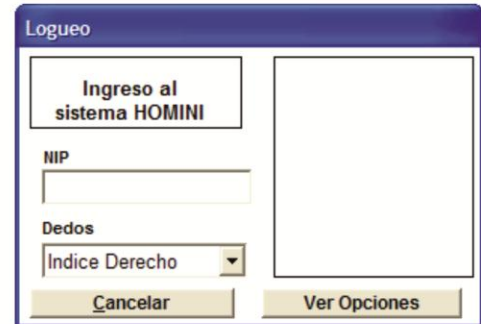 Logueo
Ingreso al
sistema HOMINI
NIP
Dedos
Indice Derecho
Cancelar
Ver Opciones